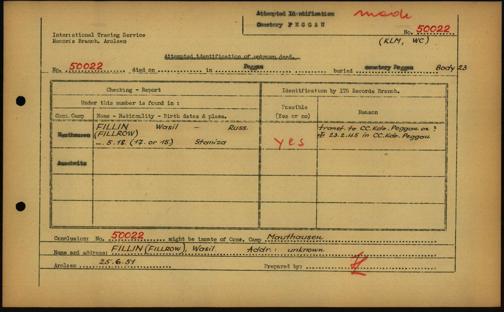 Attempted Identification made
Cemetery PEGGAU
No. 50022
(KLM, WC)
International Tracing Service
Records Branch, Arolsen
Attempted identification of unknown dead.
No. 50022 died on in Peggau buried cemetery Peggau Body 23
Checking - Report
Identification by ITS Records Branch.
Under this number is found in :
Possible
(Yes or no)
Reason
Conc. Camp
Name - Nationality - Birth dates & place.
Mauthausen
FILLIN Wasil - Russ.
(FILLROW)
5.18 (17. or 15) Staniza
yes
transf. to CC.Kdo. Peggau on ?
23.2.45 in CC.Kdo. Peggau
Auschwitz
Conclusion: No. 50022 might be inmate of Conc. Camp Mauthausen
Name and address: FILLIN (FILLROW), Wasil Addr: unknown
Arolsen 25.6.51 Prepared by: